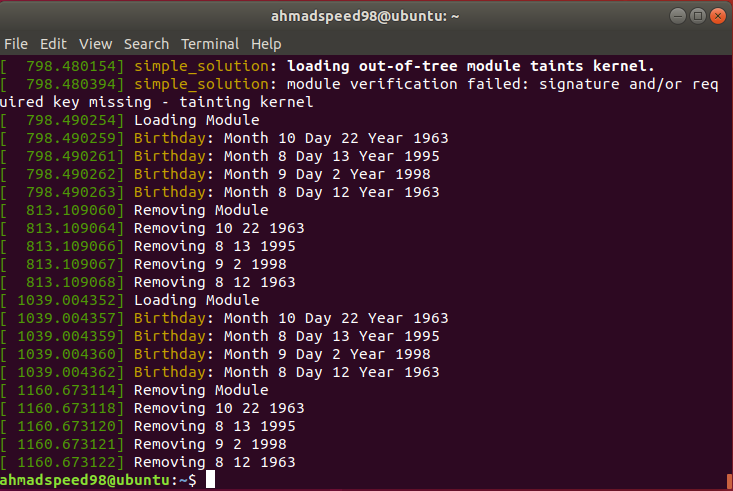 ahmadspeed98@ubuntu: ~
File Edit View Search Terminal Help
[  798.480154] simple_solution: loading out-of-tree module taints kernel.
[  798.480394] simple_solution: module verification failed: signature and/or req
uired key missing - tainting kernel
[  798.490254] Loading Module
[  798.490259] Birthday: Month 10 Day 22 Year 1963
[  798.490261] Birthday: Month 8 Day 13 Year 1995
[  798.490262] Birthday: Month 9 Day 2 Year 1998
[  798.490263] Birthday: Month 8 Day 12 Year 1963
[  813.109060] Removing Module
[  813.109064] Removing 10 22 1963
[  813.109066] Removing 8 13 1995
[  813.109067] Removing 9 2 1998
[  813.109068] Removing 8 12 1963
[ 1039.004352] Loading Module
[ 1039.004357] Birthday: Month 10 Day 22 Year 1963
[ 1039.004359] Birthday: Month 8 Day 13 Year 1995
[ 1039.004360] Birthday: Month 9 Day 2 Year 1998
[ 1039.004362] Birthday: Month 8 Day 12 Year 1963
[ 1160.673114] Removing Module
[ 1160.673118] Removing 10 22 1963
[ 1160.673120] Removing 8 13 1995
[ 1160.673121] Removing 9 2 1998
[ 1160.673122] Removing 8 12 1963
ahmadspeed98@ubuntu:~$